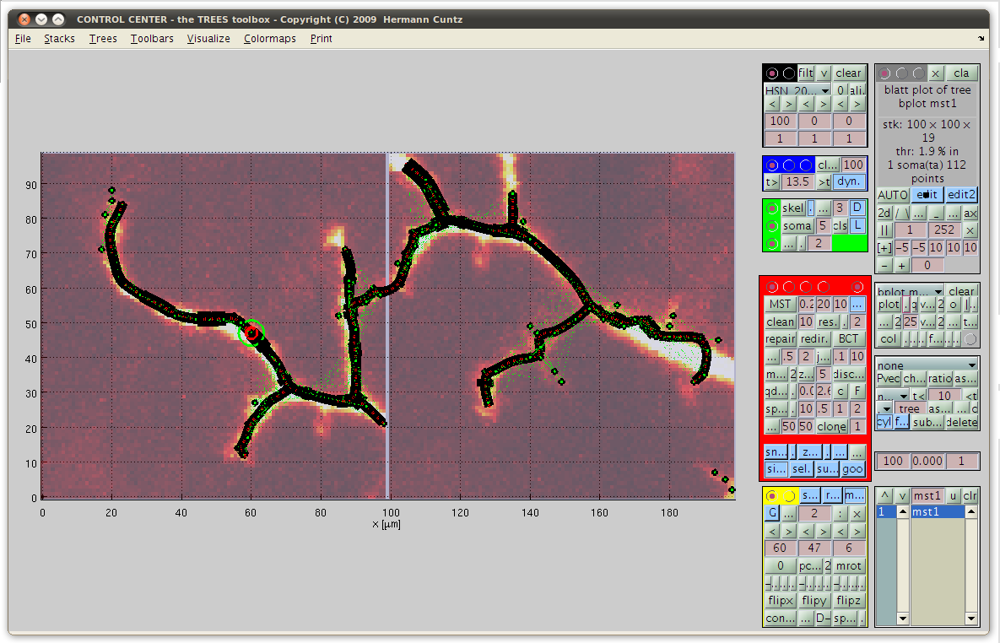 CONTROL CENTER - the TREES toolbox - Copyright (C) 2009 Hermann Cuntz
File Stacks Trees Toolbars Visualize Colormaps Print
90
80
70
60
50
40
30
20
10
0
0 20 40 60 80 100 120 140 160 180
x [μm]
filt v clear
HSN_20... 0 ali.
< > < > < >
100 0 0
1 1 1
cl... 100
t> 13.5 >t dyn.
skel . ... 3 D
soma 5 cls L
... . 2
MST 0.2 20 10 ...
clean 10 res. . 2
repair redir. BCT
... .5 2 j... .1 10
m... 2 z... 5 disc...
qd... . 0.0 2.6 c F
sp... . 10 .5 1 2
... 50 50 clone 1
sn... . z... . ... ...
si... sel. su... goo
s... r... m...
G ... 2 : x
< > < > < >
60 47 6
0 pc... 2 mrot
flipx flipy flipz
con... ... D- sp... .
x cla
blatt plot of tree
bplot mst1
stk: 100 × 100 ×
19
thr: 1.9 % in
1 soma(ta) 112
points
AUTO edit edit2
2d / \ ... _ ... ax
|| 1 252 x
[+] -5 -5 10 10 10
- + 0
bplot m... clear
plot . q v... 2 o |..
... 2 25 v... 2 ... t...
col .... f... ....
none
Pvec ch... ratio as...
n... t< 10 <t
. tree as... ... c
cyl f... sub... delete
100 0.000 1
^ v mst1 u clr
1 mst1